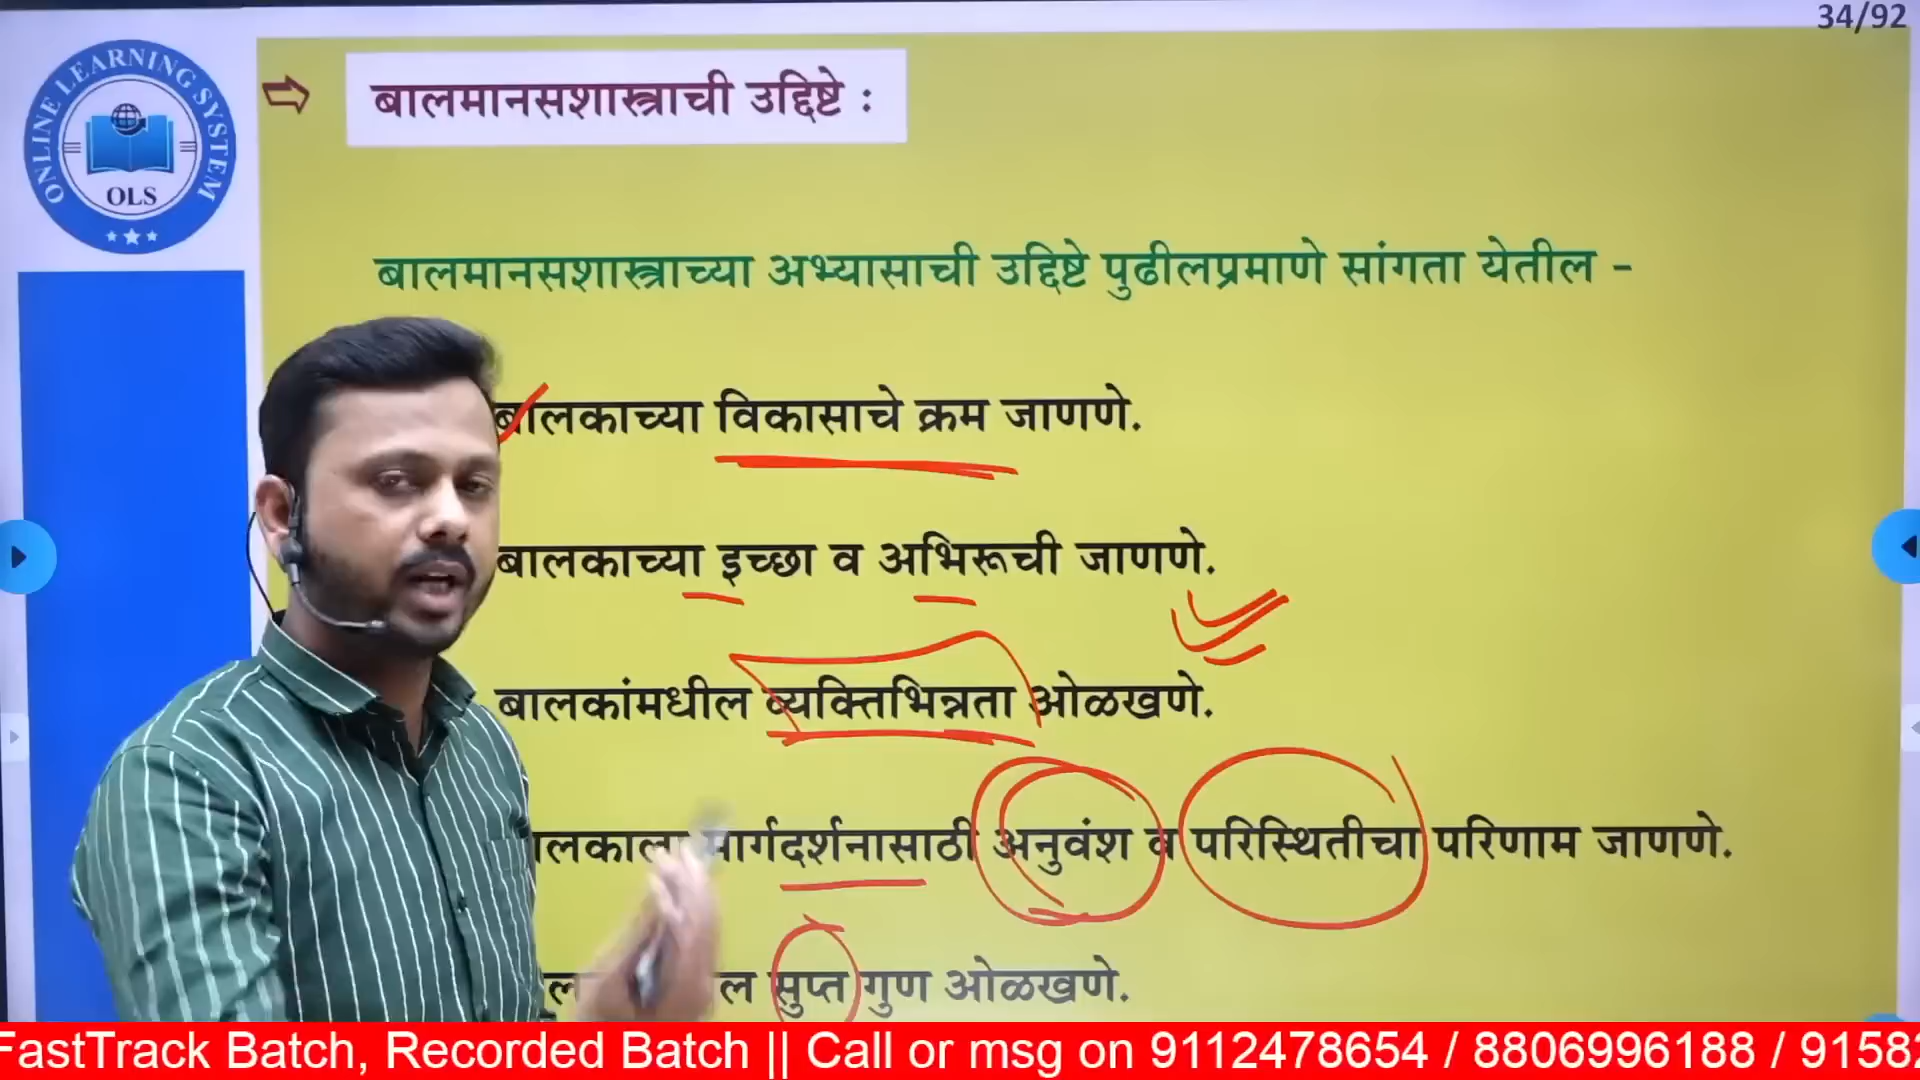 34/92
ONLINE LEARNING SYSTEM
OLS
बालमानसशास्त्राची उद्दिष्टे :
बालमानसशास्त्राच्या अभ्यासाची उद्दिष्टे पुढीलप्रमाणे सांगता येतील -
बालकाच्या विकासाचे क्रम जाणणे.
बालकाच्या इच्छा व अभिरूची जाणणे.
बालकांमधील व्यक्तिभिन्नता ओळखणे.
मार्गदर्शनासाठी अनुवंश व परिस्थितीचा परिणाम जाणणे.
सुप्त गुण ओळखणे.
FastTrack Batch, Recorded Batch || Call or msg on 9112478654 / 8806996188 / 9158